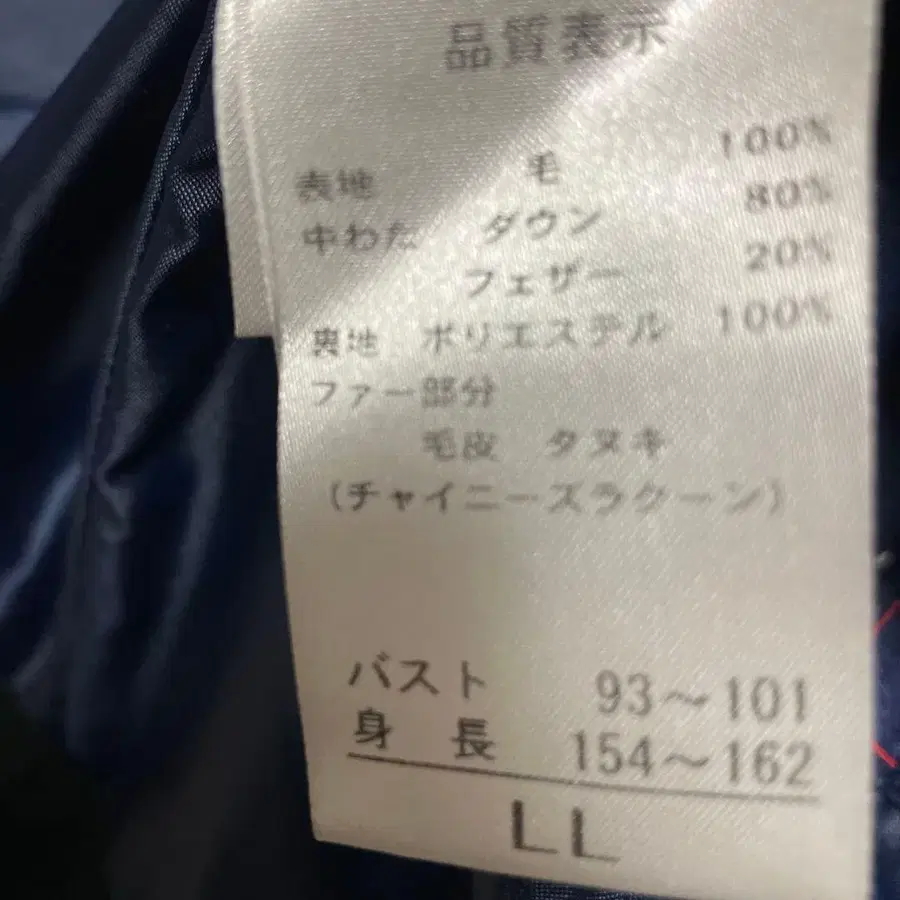 品質表示
表地 毛 100%
中わた ダウン 80%
フェザー 20%
裏地 ポリエステル 100%
ファー部分
毛皮 タヌキ
(チャイニーズラクーン)
バスト 93～101
身長 154～162
LL